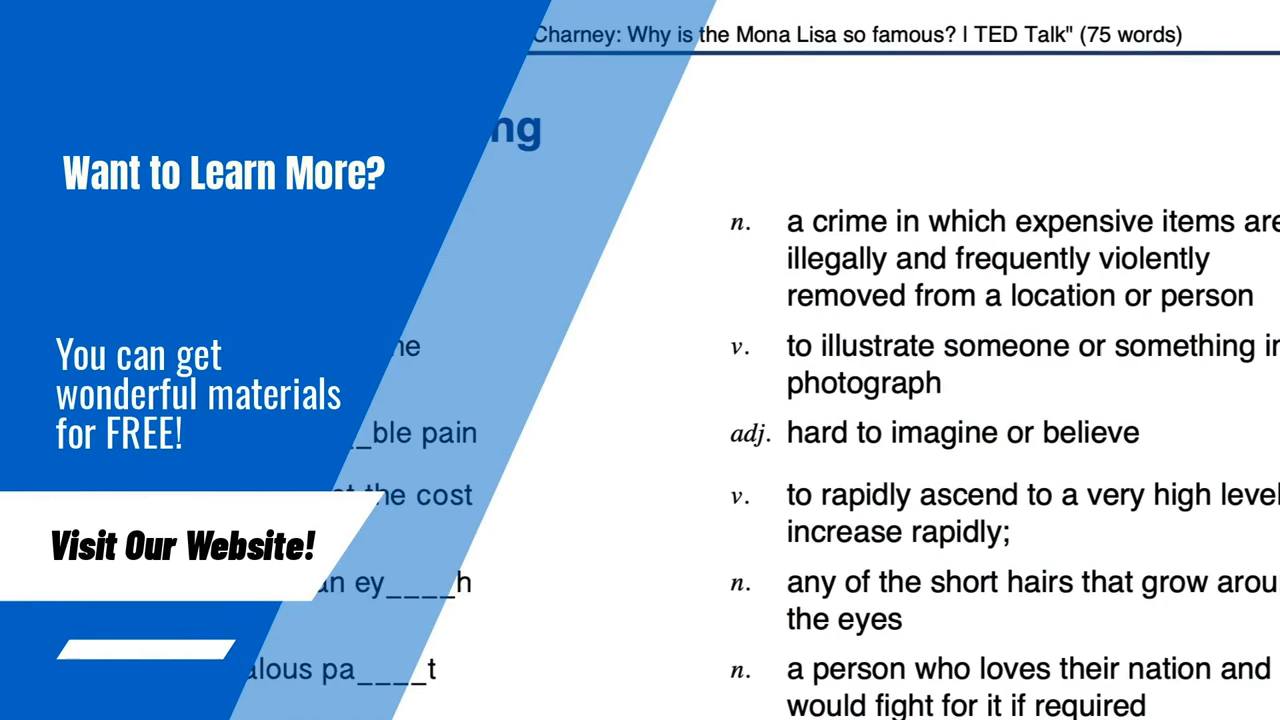 Charney: Why is the Mona Lisa so famous? | TED Talk" (75 words)
ng
Want to Learn More?
You can get
wonderful materials
for FREE!
Visit Our Website!
n. a crime in which expensive items are
illegally and frequently violently
removed from a location or person
he v. to illustrate someone or something in
photograph
_ble pain adj. hard to imagine or believe
the cost v. to rapidly ascend to a very high level
increase rapidly;
an ey____h n. any of the short hairs that grow arou
the eyes
alous pa____t n. a person who loves their nation and
would fight for it if required